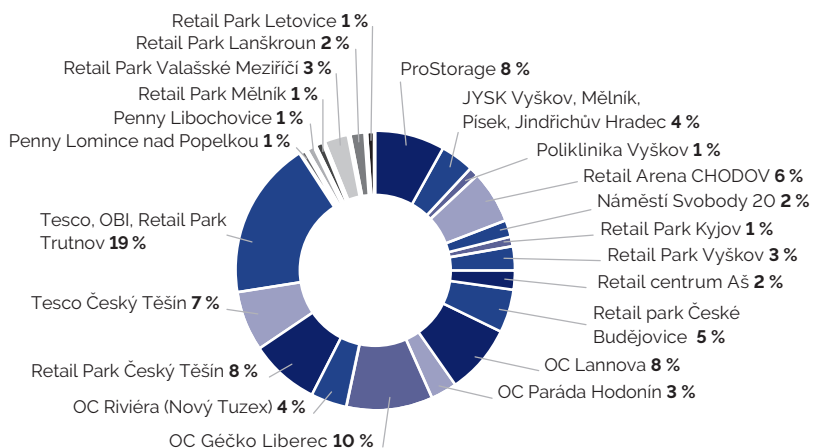 Retail Park Letovice 1 %
Retail Park Lanškroun 2 %
Retail Park Valašské Meziříčí 3 %
Retail Park Mělník 1 %
Penny Libochovice 1 %
Penny Lomince nad Popelkou 1 %
Tesco, OBI, Retail Park
Trutnov 19 %
Tesco Český Těšín 7 %
Retail Park Český Těšín 8 %
OC Riviéra (Nový Tuzex) 4 %
OC Géčko Liberec 10 %
ProStorage 8 %
JYSK Vyškov, Mělník,
Písek, Jindřichův Hradec 4 %
Poliklinika Vyškov 1 %
Retail Arena CHODOV 6 %
Náměstí Svobody 20 2 %
Retail Park Kyjov 1 %
Retail Park Vyškov 3 %
Retail centrum Aš 2 %
Retail park České
Budějovice 5 %
OC Lannova 8 %
OC Paráda Hodonín 3 %